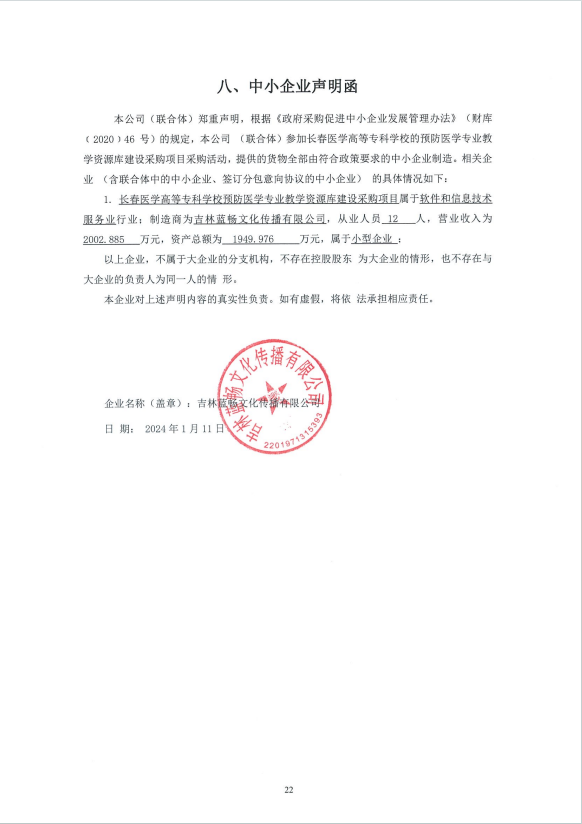 八、中小企业声明函
本公司（联合体）郑重声明，根据《政府采购促进中小企业发展管理办法》（财库
﹝2020﹞46 号）的规定，本公司 （联合体）参加长春医学高等专科学校的预防医学专业教
学资源库建设采购项目采购活动，提供的货物全部由符合政策要求的中小企业制造。相关企
业 （含联合体中的中小企业、签订分包意向协议的中小企业） 的具体情况如下：
1. 长春医学高等专科学校预防医学专业教学资源库建设采购项目属于软件和信息技术
服务业行业；制造商为吉林蓝畅文化传播有限公司，从业人员 12 人，营业收入为
2002.885 万元，资产总额为 1949.976 万元，属于小型企业 ；
以上企业，不属于大企业的分支机构，不存在控股股东 为大企业的情形，也不存在与
大企业的负责人为同一人的情 形。
本企业对上述声明内容的真实性负责。如有虚假，将依 法承担相应责任。
企业名称（盖章）：吉林蓝畅文化传播有限公司
日 期： 2024 年 1 月 11 日
吉林蓝畅文化传播有限公司
2201971315393
22